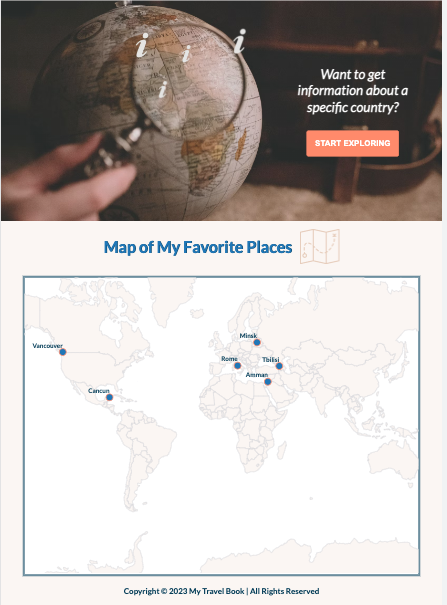 Want to get
information about a
specific country?
START EXPLORING
Map of My Favorite Places
Minsk
Vancouver
Rome
Tbilisi
Amman
Cancun
Copyright © 2023 My Travel Book | All Rights Reserved